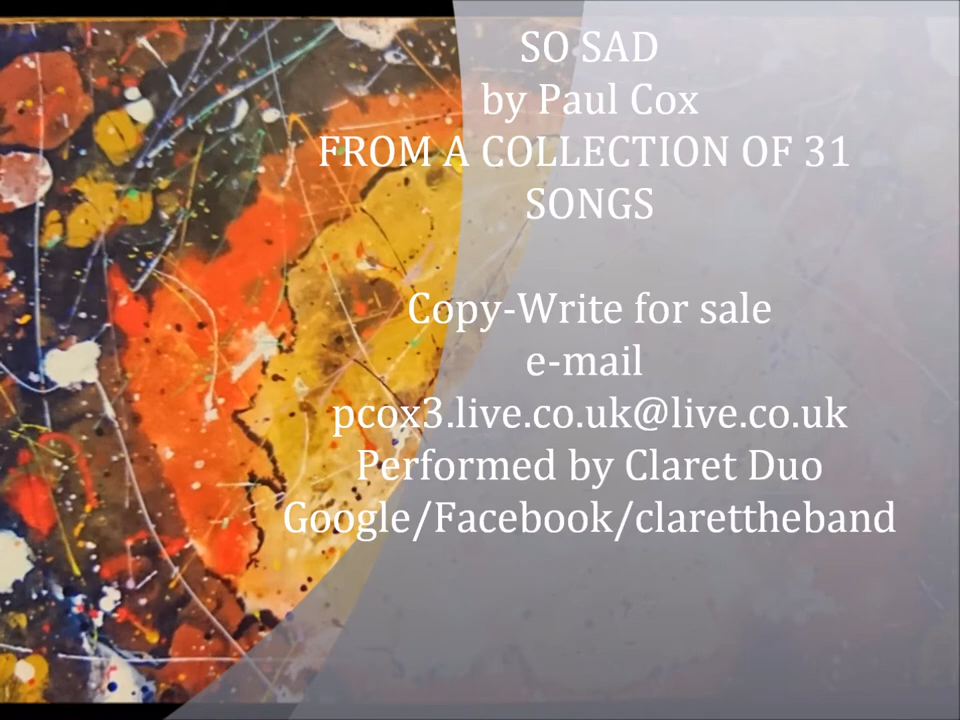 SO SAD
by Paul Cox
FROM A COLLECTION OF 31
SONGS
Copy-Write for sale
e-mail
pcox3.live.co.uk@live.co.uk
Performed by Claret Duo
Google/Facebook/clarettheband